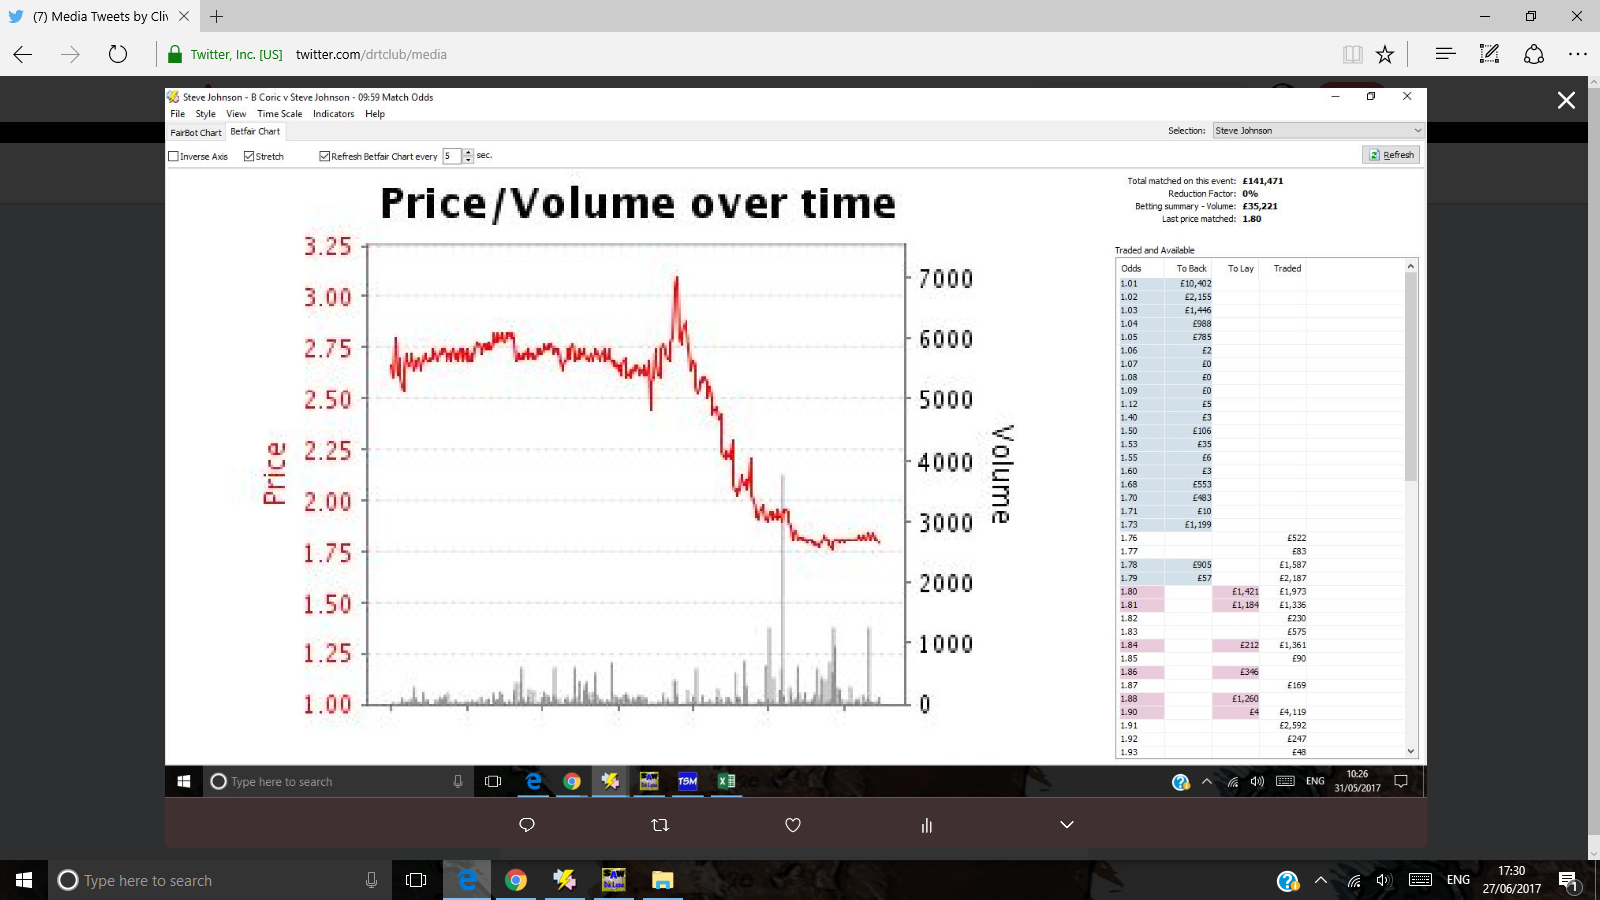 (7) Media Tweets by Cliv
Twitter, Inc. [US] twitter.com/drtclub/media
Steve Johnson - B Coric v Steve Johnson - 09:59 Match Odds
File Style View Time Scale Indicators Help
FairBot Chart Betfair Chart
Selection: Steve Johnson
Inverse Axis Stretch Refresh Betfair Chart every 5 sec.
Refresh
Price/Volume over time
Total matched on this event: £141,471
Reduction Factor: 0%
Betting summary - Volume: £35,221
Last price matched: 1.80
Price
3.25
3.00
2.75
2.50
2.25
2.00
1.75
1.50
1.25
1.00
7000
6000
5000
4000
3000
2000
1000
0
Volume
Traded and Available
Odds To Back To Lay Traded
1.01 £10,402
1.02 £2,155
1.03 £1,446
1.04 £988
1.05 £785
1.06 £2
1.07 £0
1.08 £0
1.09 £0
1.12 £5
1.40 £3
1.50 £106
1.53 £35
1.55 £6
1.60 £3
1.68 £553
1.70 £483
1.71 £10
1.73 £1,199
1.76 £522
1.77 £83
1.78 £905 £1,587
1.79 £57 £2,187
1.80 £1,421 £1,973
1.81 £1,184 £1,336
1.82 £230
1.83 £575
1.84 £212 £1,361
1.85 £90
1.86 £346
1.87 £169
1.88 £1,260
1.90 £4 £4,119
1.91 £2,592
1.92 £247
1.93 £48
Type here to search
TSM
ENG
10:26
31/05/2017
Type here to search
ENG
17:30
27/06/2017
1